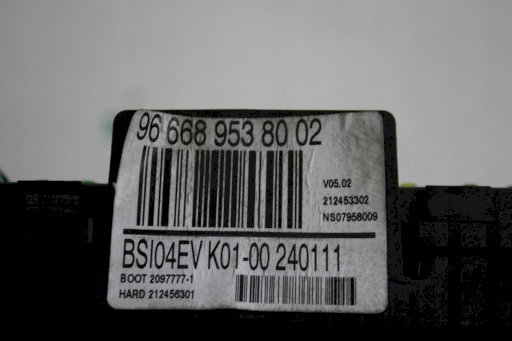 96 668 953 80 02
V05.02
212453302
NS07958009
BSI04EV K01-00 240111
BOOT 2097777-1
HARD 212456301